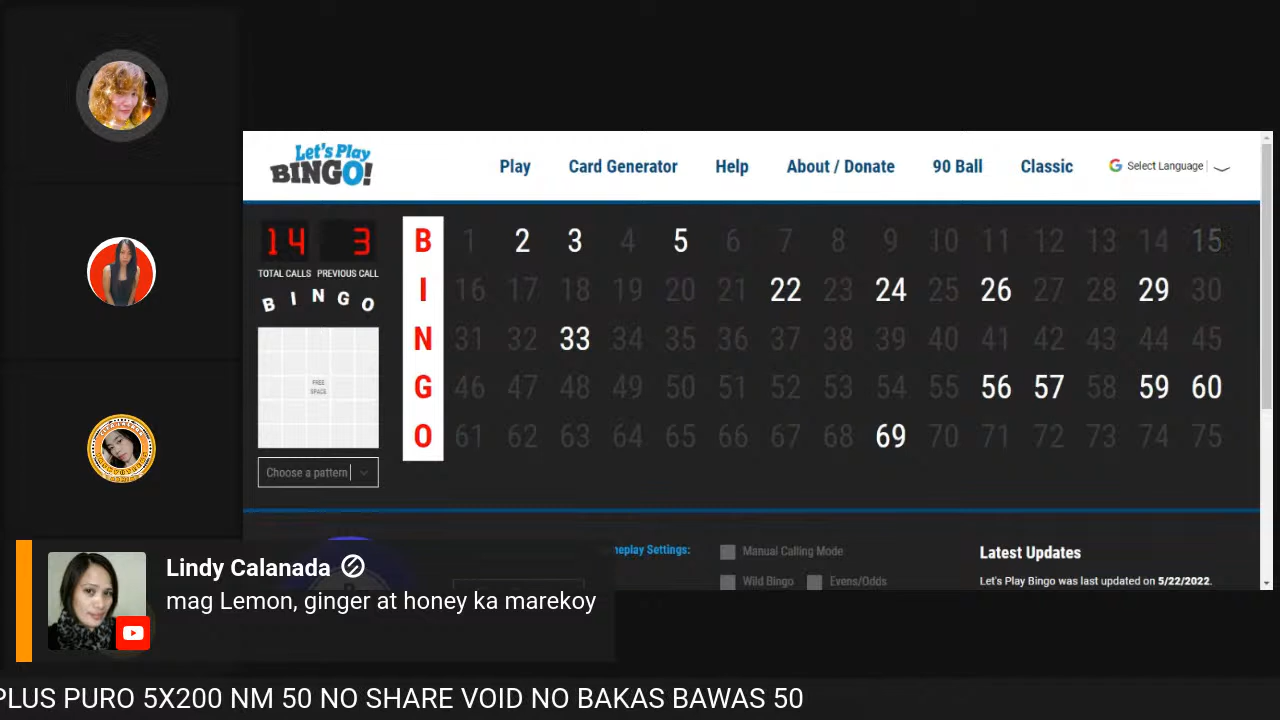 Let's Play
BINGO!
Play Card Generator Help About / Donate 90 Ball Classic Select Language
14 3
TOTAL CALLS PREVIOUS CALL
B I N G O
FREE
SPACE
Choose a pattern
B 1 2 3 4 5 6 7 8 9 10 11 12 13 14 15
I 16 17 18 19 20 21 22 23 24 25 26 27 28 29 30
N 31 32 33 34 35 36 37 38 39 40 41 42 43 44 45
G 46 47 48 49 50 51 52 53 54 55 56 57 58 59 60
O 61 62 63 64 65 66 67 68 69 70 71 72 73 74 75
Settings:
Manual Calling Mode
Wild Bingo Evens/Odds
Latest Updates
Let's Play Bingo was last updated on 5/22/2022.
Lindy Calanada
mag Lemon, ginger at honey ka marekoy
PLUS PURO 5X200 NM 50 NO SHARE VOID NO BAKAS BAWAS 50